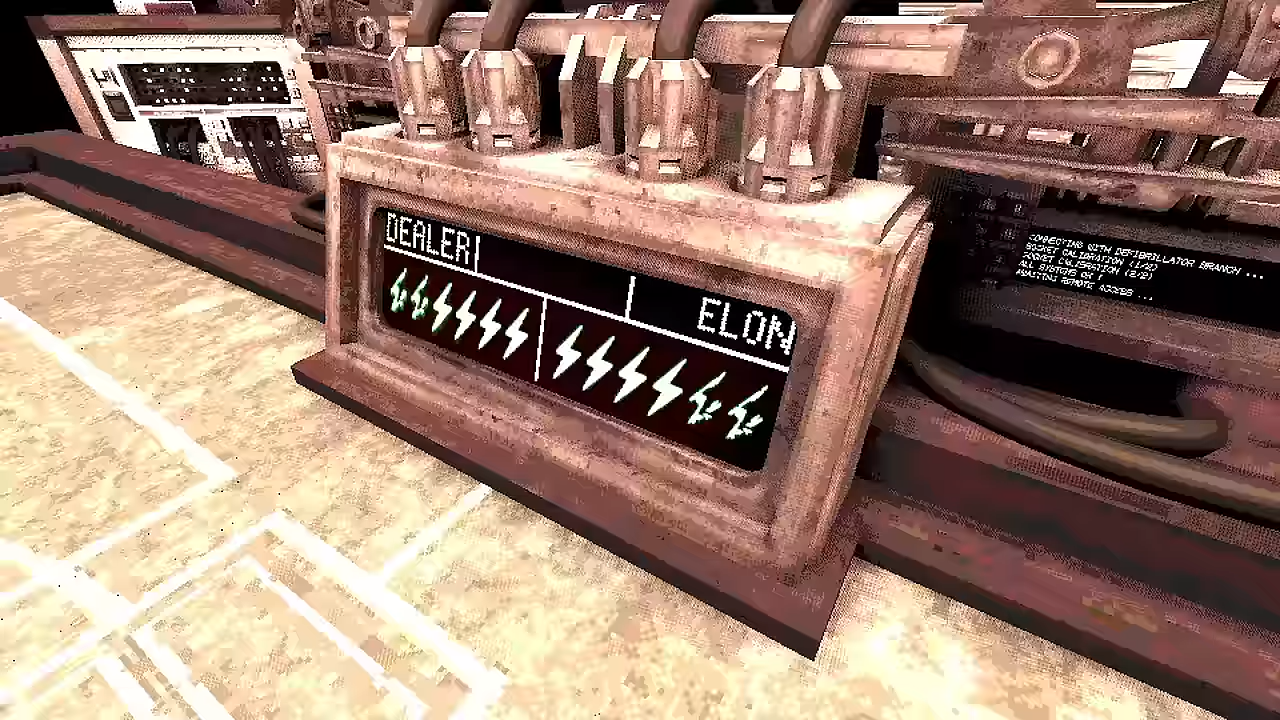 DEALER
ELON
CONNECTING WITH DEFIBRILLATOR BRANCH ...
SOCKET CALIBRATION (1/2)
SOCKET CALIBRATION (2/2)
ALL SYSTEMS OK !
ANALYZING REMOTE ACCESS ...